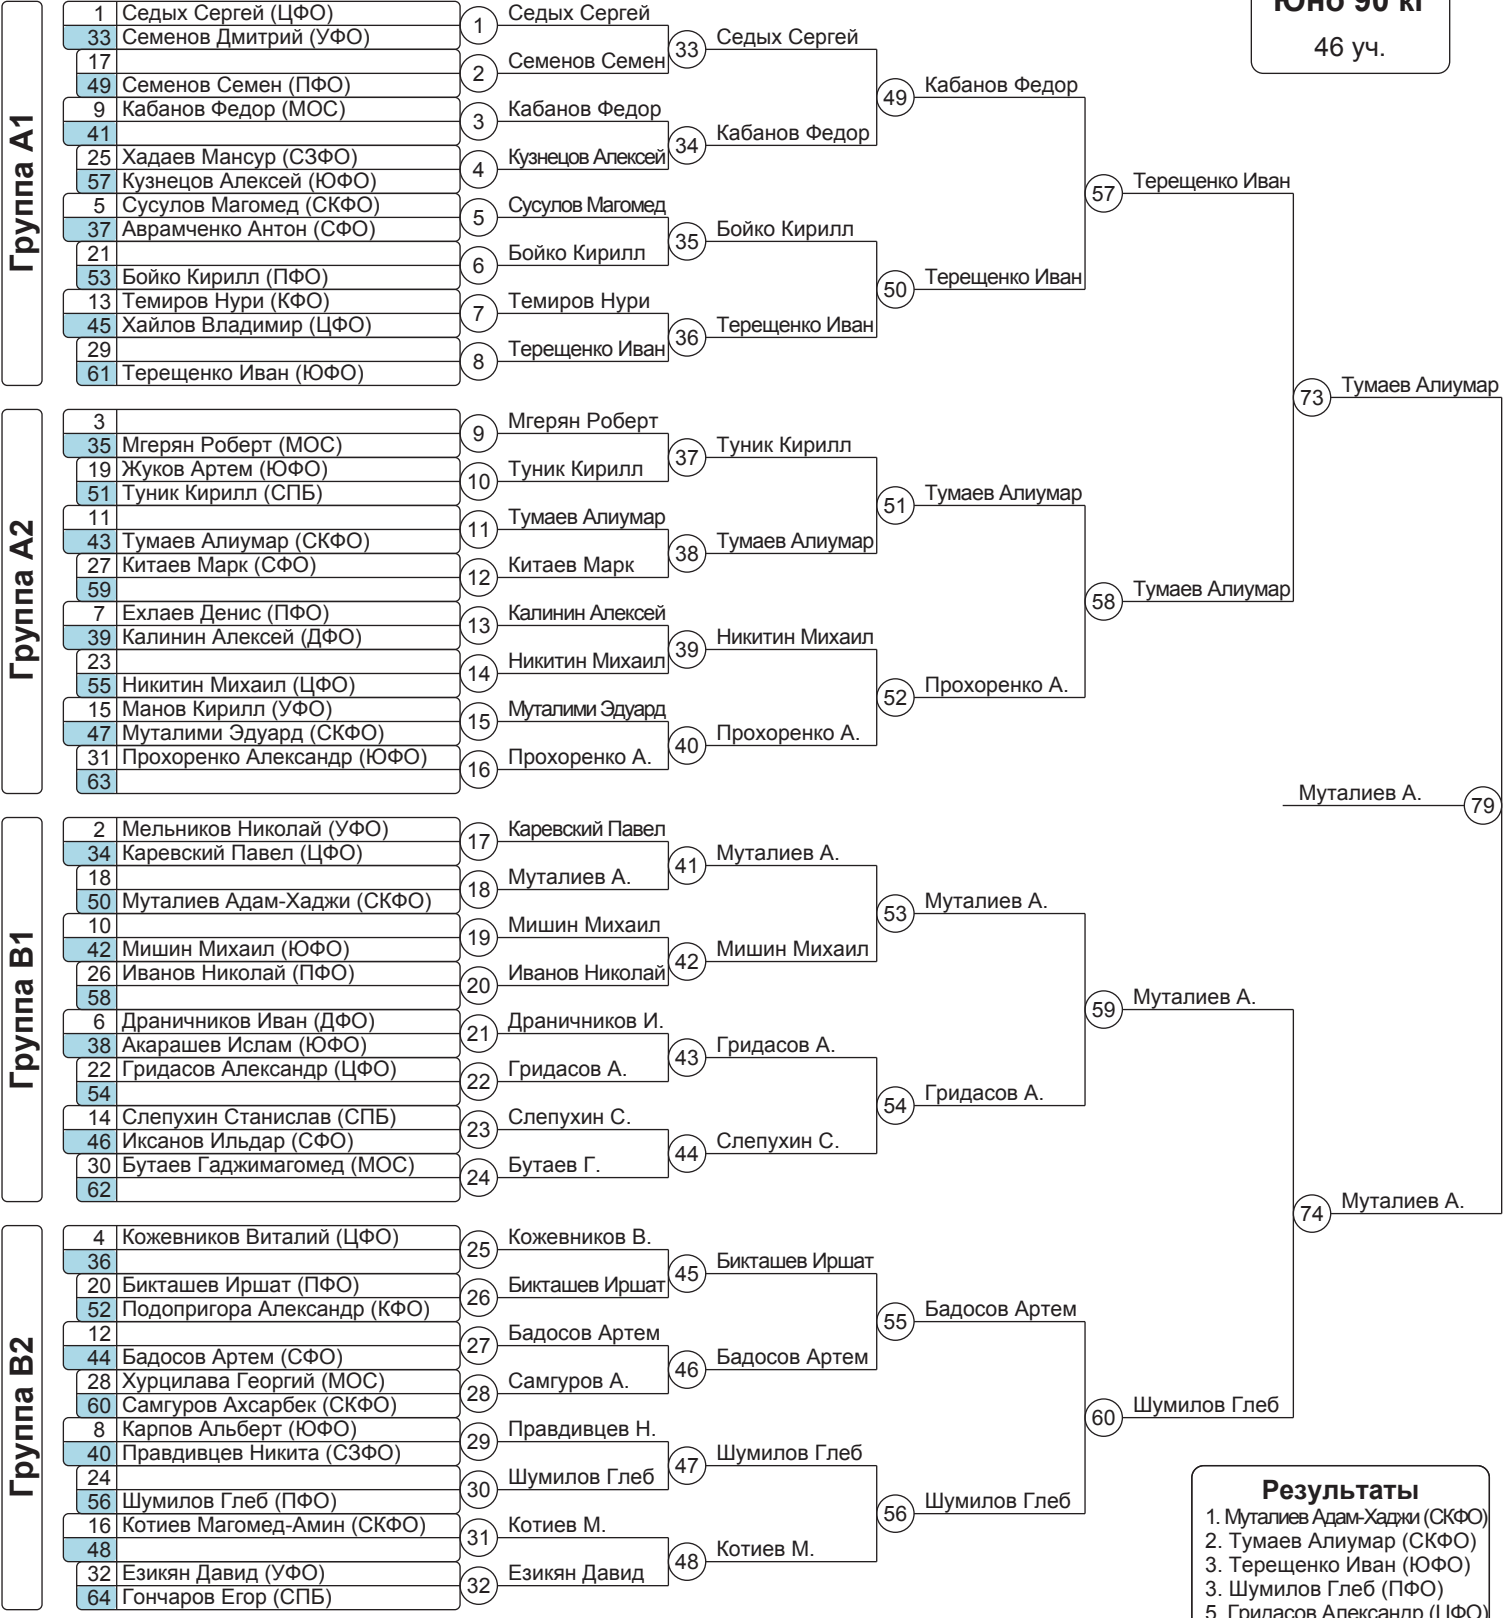 Юно 90 кг
46 уч.
Группа A1
1 Седых Сергей (ЦФО)
33 Семенов Дмитрий (УФО)
17
49 Семенов Семен (ПФО)
9 Кабанов Федор (МОС)
41
25 Хадаев Мансур (СЗФО)
57 Кузнецов Алексей (ЮФО)
5 Сусулов Магомед (СКФО)
37 Аврамченко Антон (СФО)
21
53 Бойко Кирилл (ПФО)
13 Темиров Нури (КФО)
45 Хайлов Владимир (ЦФО)
29
61 Терещенко Иван (ЮФО)
1 Седых Сергей
2 Семенов Семен
3 Кабанов Федор
4 Кузнецов Алексей
5 Сусулов Магомед
6 Бойко Кирилл
7 Темиров Нури
8 Терещенко Иван
33 Седых Сергей
34 Кабанов Федор
35 Бойко Кирилл
36 Терещенко Иван
49 Кабанов Федор
50 Терещенко Иван
57 Терещенко Иван
Группа A2
3
35 Мгерян Роберт (МОС)
19 Жуков Артем (ЮФО)
51 Туник Кирилл (СПБ)
11
43 Тумаев Алиумар (СКФО)
27 Китаев Марк (СФО)
59
7 Ехлаев Денис (ПФО)
39 Калинин Алексей (ДФО)
23
55 Никитин Михаил (ЦФО)
15 Манов Кирилл (УФО)
47 Муталими Эдуард (СКФО)
31 Прохоренко Александр (ЮФО)
63
9 Мгерян Роберт
10 Туник Кирилл
11 Тумаев Алиумар
12 Китаев Марк
13 Калинин Алексей
14 Никитин Михаил
15 Муталими Эдуард
16 Прохоренко А.
37 Туник Кирилл
38 Тумаев Алиумар
39 Никитин Михаил
40 Прохоренко А.
51 Тумаев Алиумар
52 Прохоренко А.
58 Тумаев Алиумар
73 Тумаев Алиумар
Муталиев А. 79
Группа B1
2 Мельников Николай (УФО)
34 Каревский Павел (ЦФО)
18
50 Муталиев Адам-Хаджи (СКФО)
10
42 Мишин Михаил (ЮФО)
26 Иванов Николай (ПФО)
58
6 Драничников Иван (ДФО)
38 Акарашев Ислам (ЮФО)
22 Гридасов Александр (ЦФО)
54
14 Слепухин Станислав (СПБ)
46 Иксанов Ильдар (СФО)
30 Бутаев Гаджимагомед (МОС)
62
17 Каревский Павел
18 Муталиев А.
19 Мишин Михаил
20 Иванов Николай
21 Драничников И.
22 Гридасов А.
23 Слепухин С.
24 Бутаев Г.
41 Муталиев А.
42 Мишин Михаил
43 Гридасов А.
44 Слепухин С.
53 Муталиев А.
54 Гридасов А.
59 Муталиев А.
74 Муталиев А.
Группа B2
4 Кожевников Виталий (ЦФО)
36
20 Бикташев Иршат (ПФО)
52 Подопригора Александр (КФО)
12
44 Бадосов Артем (СФО)
28 Хурцилава Георгий (МОС)
60 Самгуров Ахсарбек (СКФО)
8 Карпов Альберт (ЮФО)
40 Правдивцев Никита (СЗФО)
24
56 Шумилов Глеб (ПФО)
16 Котиев Магомед-Амин (СКФО)
48
32 Езикян Давид (УФО)
64 Гончаров Егор (СПБ)
25 Кожевников В.
26 Бикташев Иршат
27 Бадосов Артем
28 Самгуров А.
29 Правдивцев Н.
30 Шумилов Глеб
31 Котиев М.
32 Езикян Давид
45 Бикташев Иршат
46 Бадосов Артем
47 Шумилов Глеб
48 Котиев М.
55 Бадосов Артем
56 Шумилов Глеб
60 Шумилов Глеб
Результаты
1. Муталиев Адам-Хаджи (СКФО)
2. Тумаев Алиумар (СКФО)
3. Терещенко Иван (ЮФО)
3. Шумилов Глеб (ПФО)
5. Гридасов Александр (ЦФО)